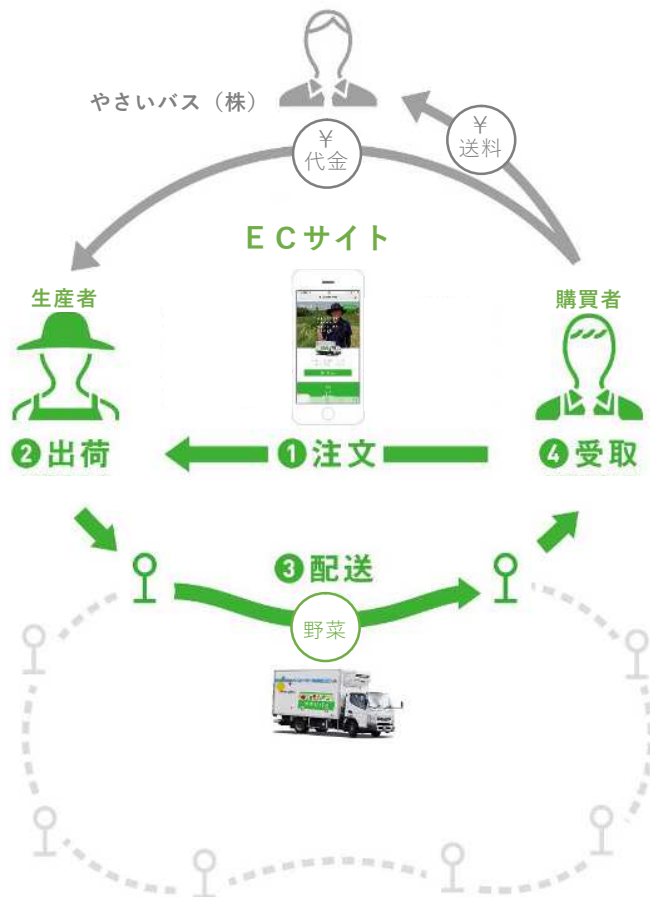 やさいバス（株）
￥
代金
￥
送料
ＥＣサイト
生産者
購買者
❷出荷
❶注文
❹受取
❸配送
野菜